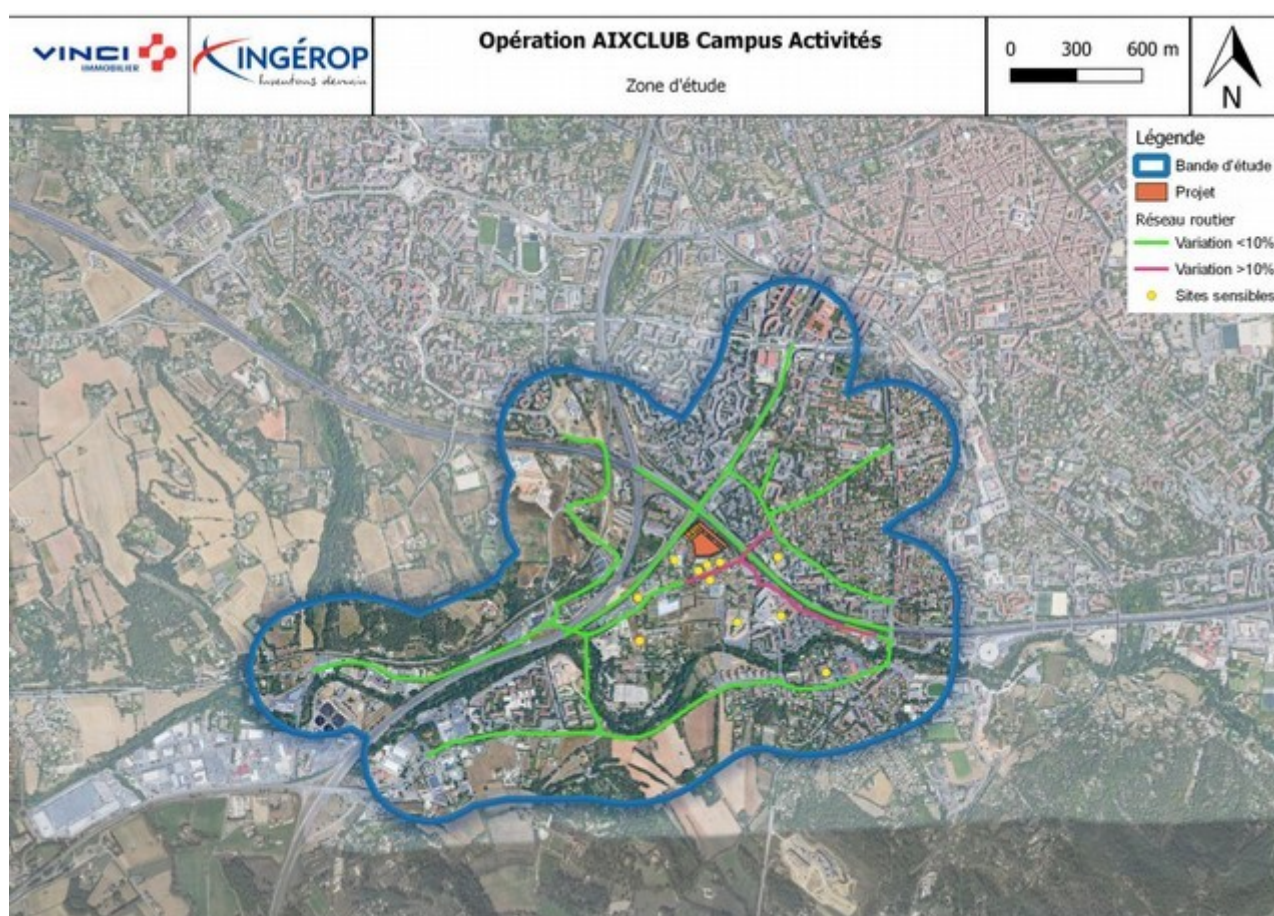 VINCI
IMMOBILIER
INGÉROP
Inventons demain
Opération AIXCLUB Campus Activités
Zone d'étude
0 300 600 m
N
Légende
Bande d'étude
Projet
Réseau routier
Variation <10%
Variation >10%
Sites sensibles